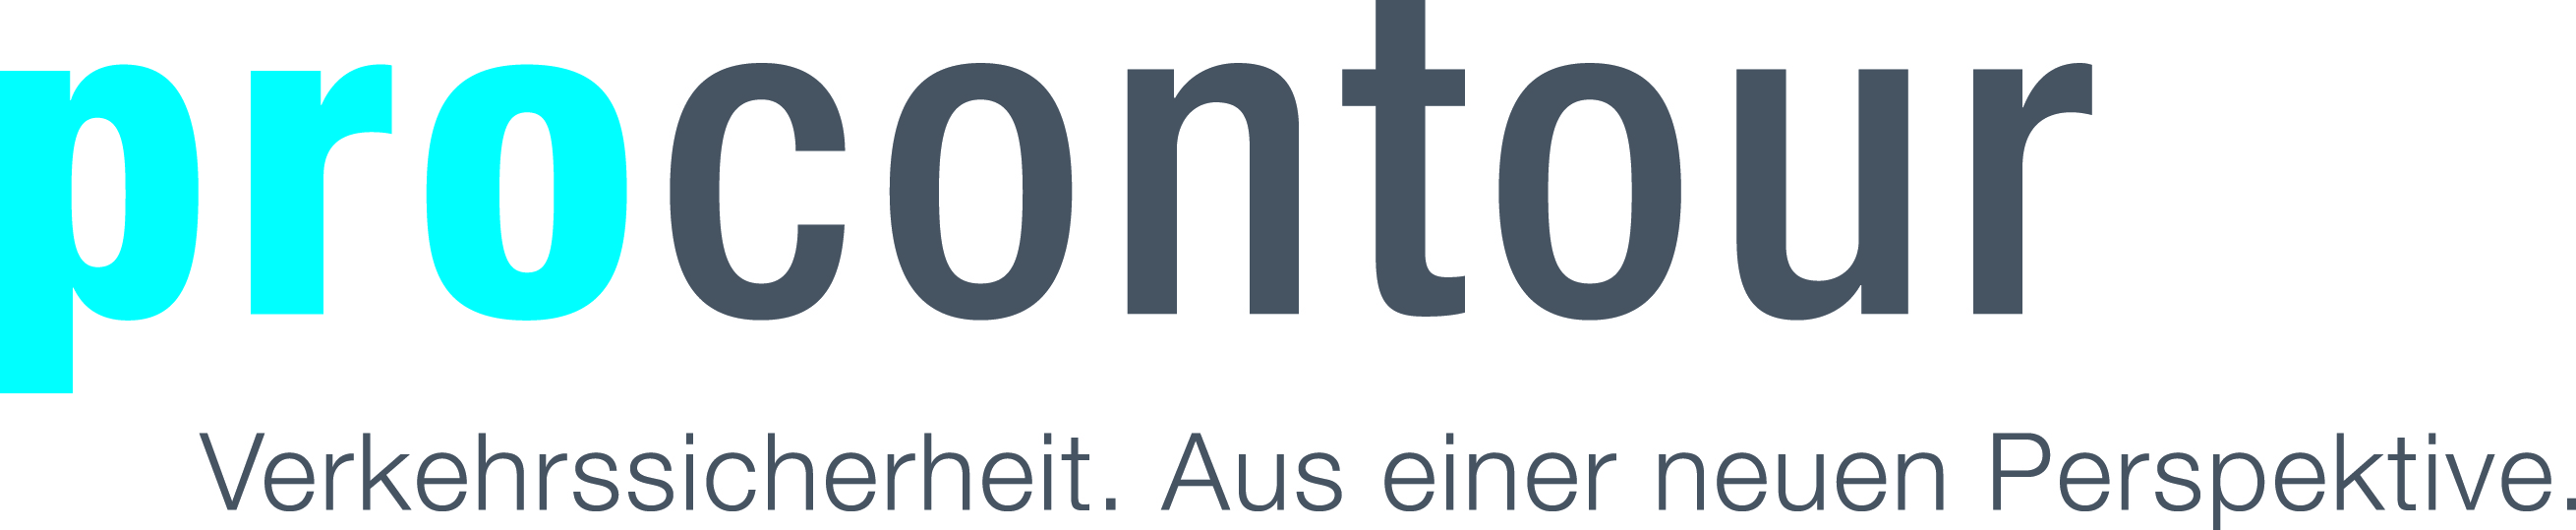 procontour
Verkehrssicherheit. Aus einer neuen Perspektive.